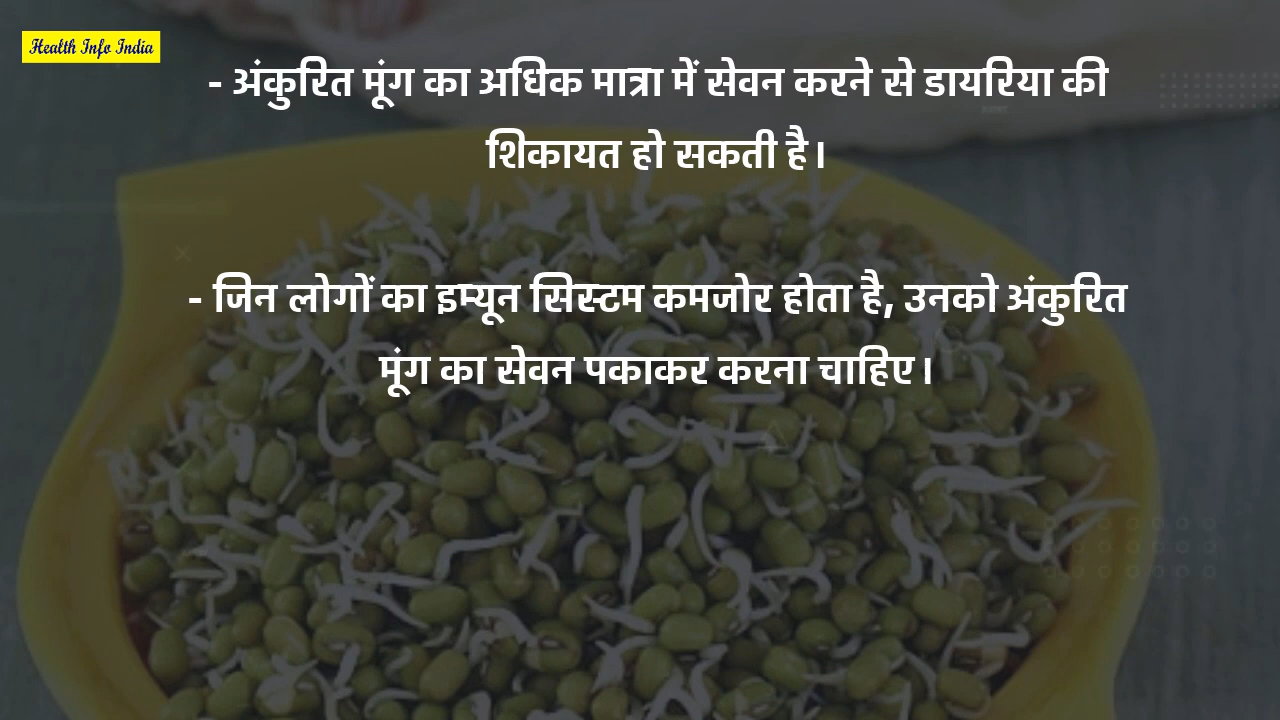 Health Info India
- अंकुरित मूंग का अधिक मात्रा में सेवन करने से डायरिया की
शिकायत हो सकती है।
- जिन लोगों का इम्यून सिस्टम कमजोर होता है, उनको अंकुरित
मूंग का सेवन पकाकर करना चाहिए।